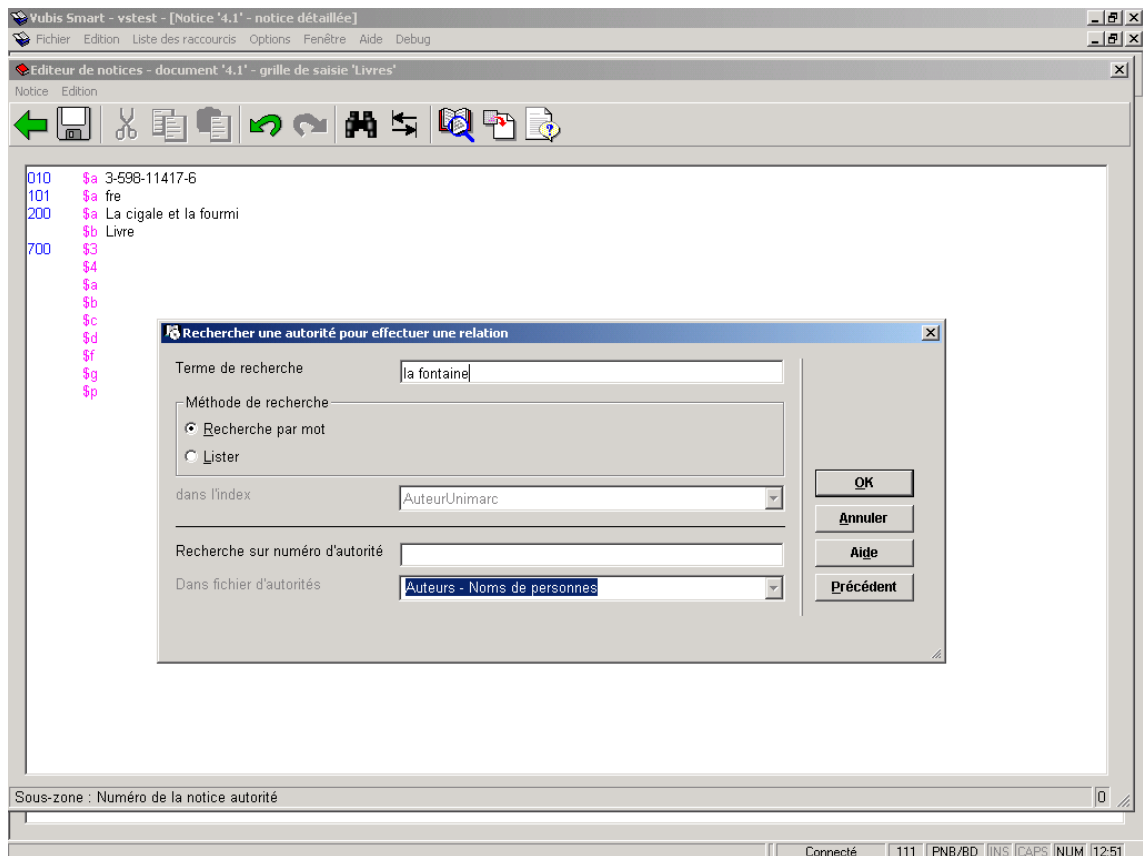 Vubis Smart - vstest - [Notice '4.1' - notice détaillée]
Fichier Edition Liste des raccourcis Options Fenêtre Aide Debug
Editeur de notices - document '4.1' - grille de saisie 'Livres'
Notice Edition
010 $a 3-598-11417-6
101 $a fre
200 $a La cigale et la fourmi
$b Livre
700 $3
$4
$a
$b
$c
$d
$f
$g
$p
Rechercher une autorité pour effectuer une relation
Terme de recherche la fontaine
Méthode de recherche
Recherche par mot
Lister
dans l'index AuteurUnimarc
Recherche sur numéro d'autorité
Dans fichier d'autorités Auteurs - Noms de personnes
OK
Annuler
Aide
Précédent
Sous-zone : Numéro de la notice autorité 0
Connecté 111 PNB/BD INS CAPS NUM 12:51